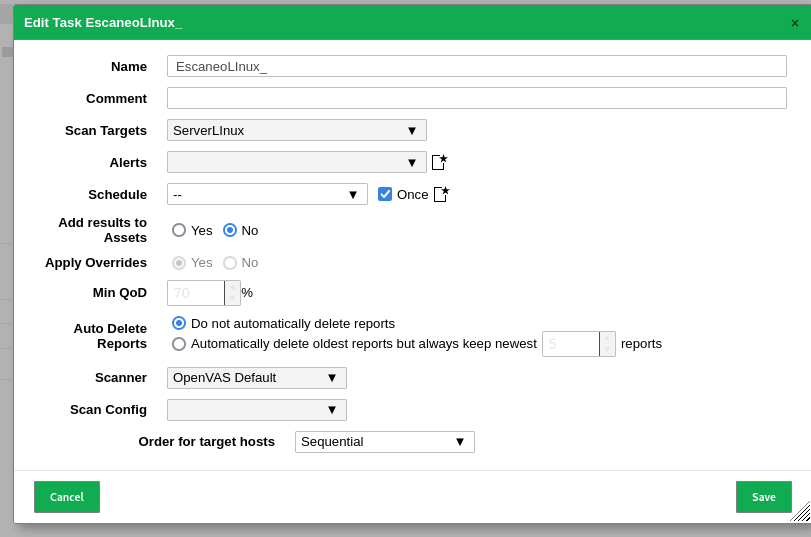 Edit Task EscaneoLInux_ ×
Name EscaneoLInux_
Comment
Scan Targets ServerLInux ▼
Alerts ▼
Schedule -- ▼ Once
Add results to
Assets
Yes No
Apply Overrides Yes No
Min QoD 70 %
Auto Delete
Reports
Do not automatically delete reports
Automatically delete oldest reports but always keep newest 5 reports
Scanner OpenVAS Default ▼
Scan Config ▼
Order for target hosts Sequential ▼
Cancel Save